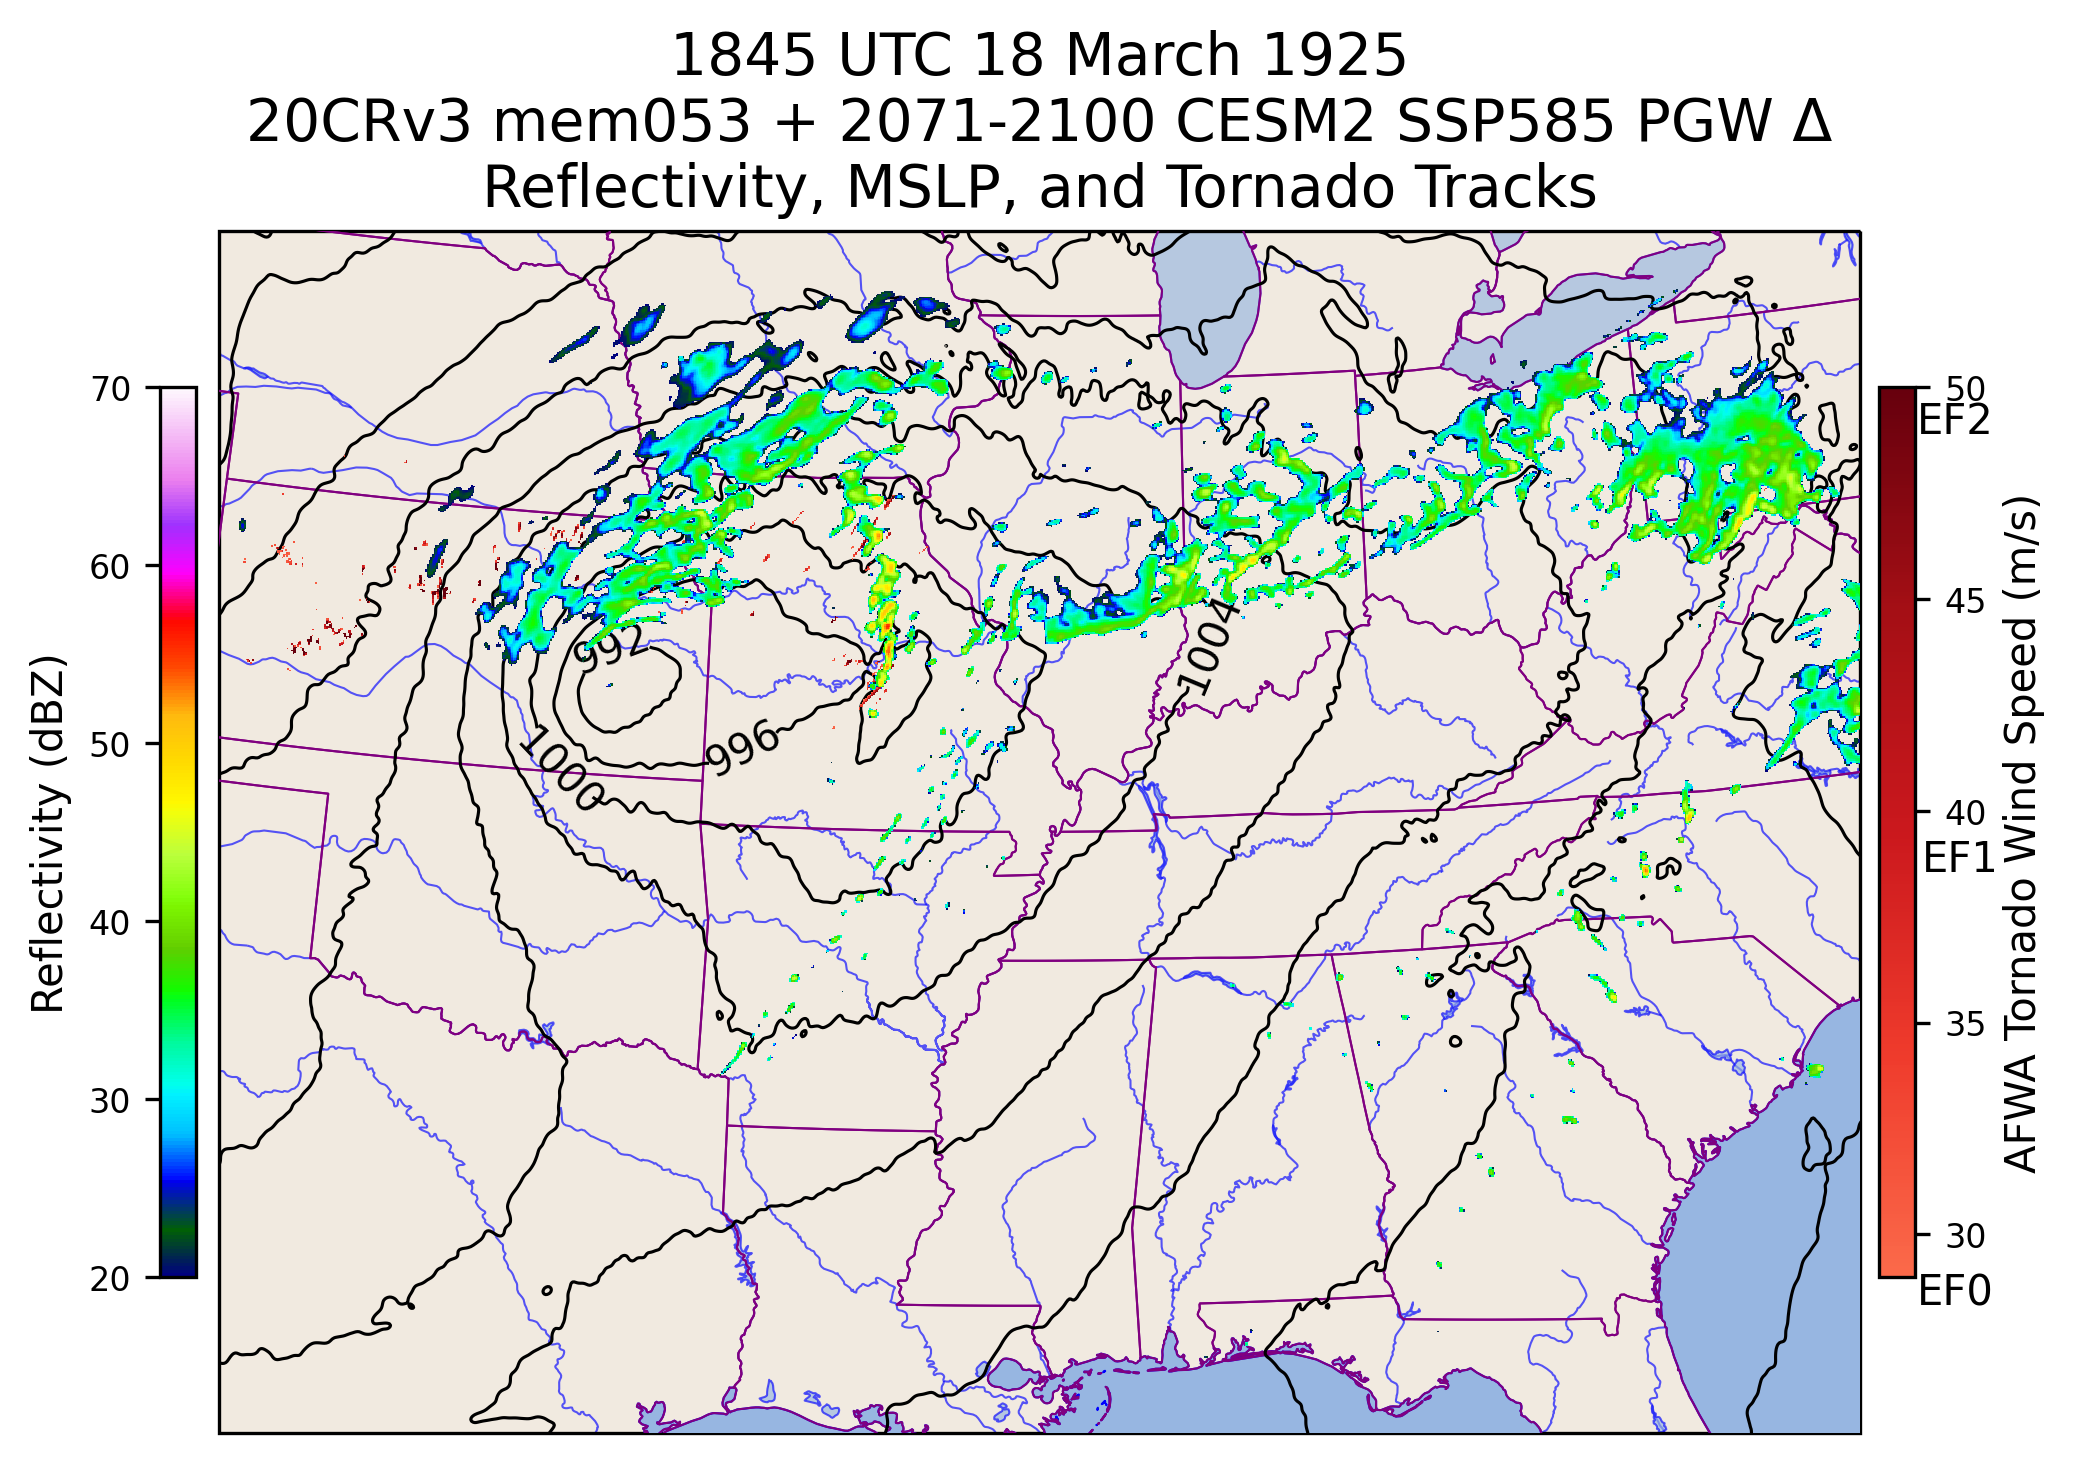 1845 UTC 18 March 1925
20CRv3 mem053 + 2071-2100 CESM2 SSP585 PGW Δ
Reflectivity, MSLP, and Tornado Tracks
70
60
50
40
30
20
Reflectivity (dBZ)
992
996
1000
1004
50
EF2
45
40
EF1
35
30
EF0
AFWA Tornado Wind Speed (m/s)